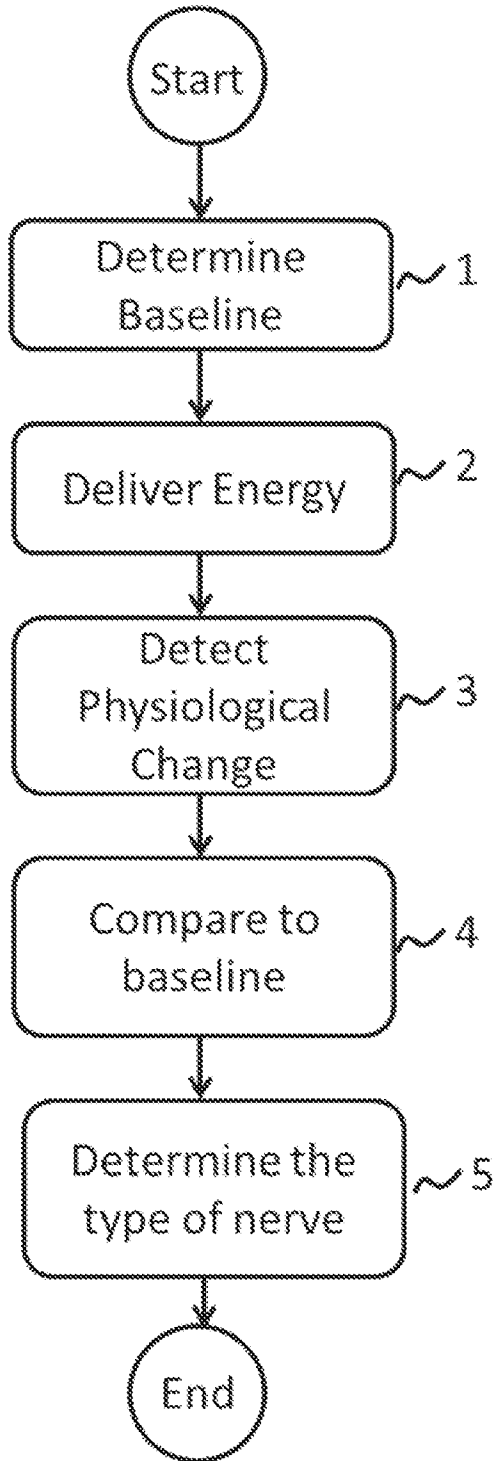 Start
Determine
Baseline
1
Deliver Energy
2
Detect
Physiological
Change
3
Compare to
baseline
4
Determine the
type of nerve
5
End